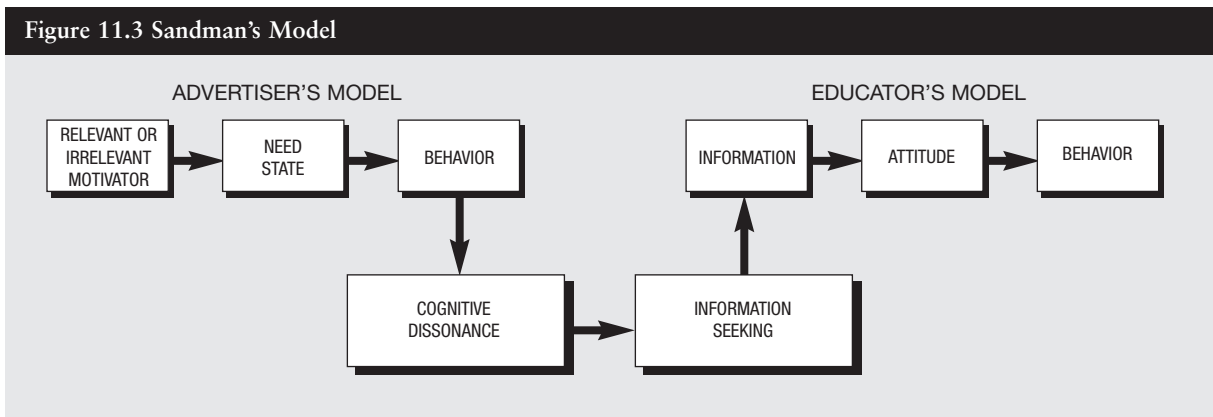 Figure 11.3 Sandman's Model
ADVERTISER'S MODEL
RELEVANT OR
IRRELEVANT
MOTIVATOR
NEED
STATE
BEHAVIOR
EDUCATOR'S MODEL
INFORMATION
ATTITUDE
BEHAVIOR
COGNITIVE
DISSONANCE
INFORMATION
SEEKING